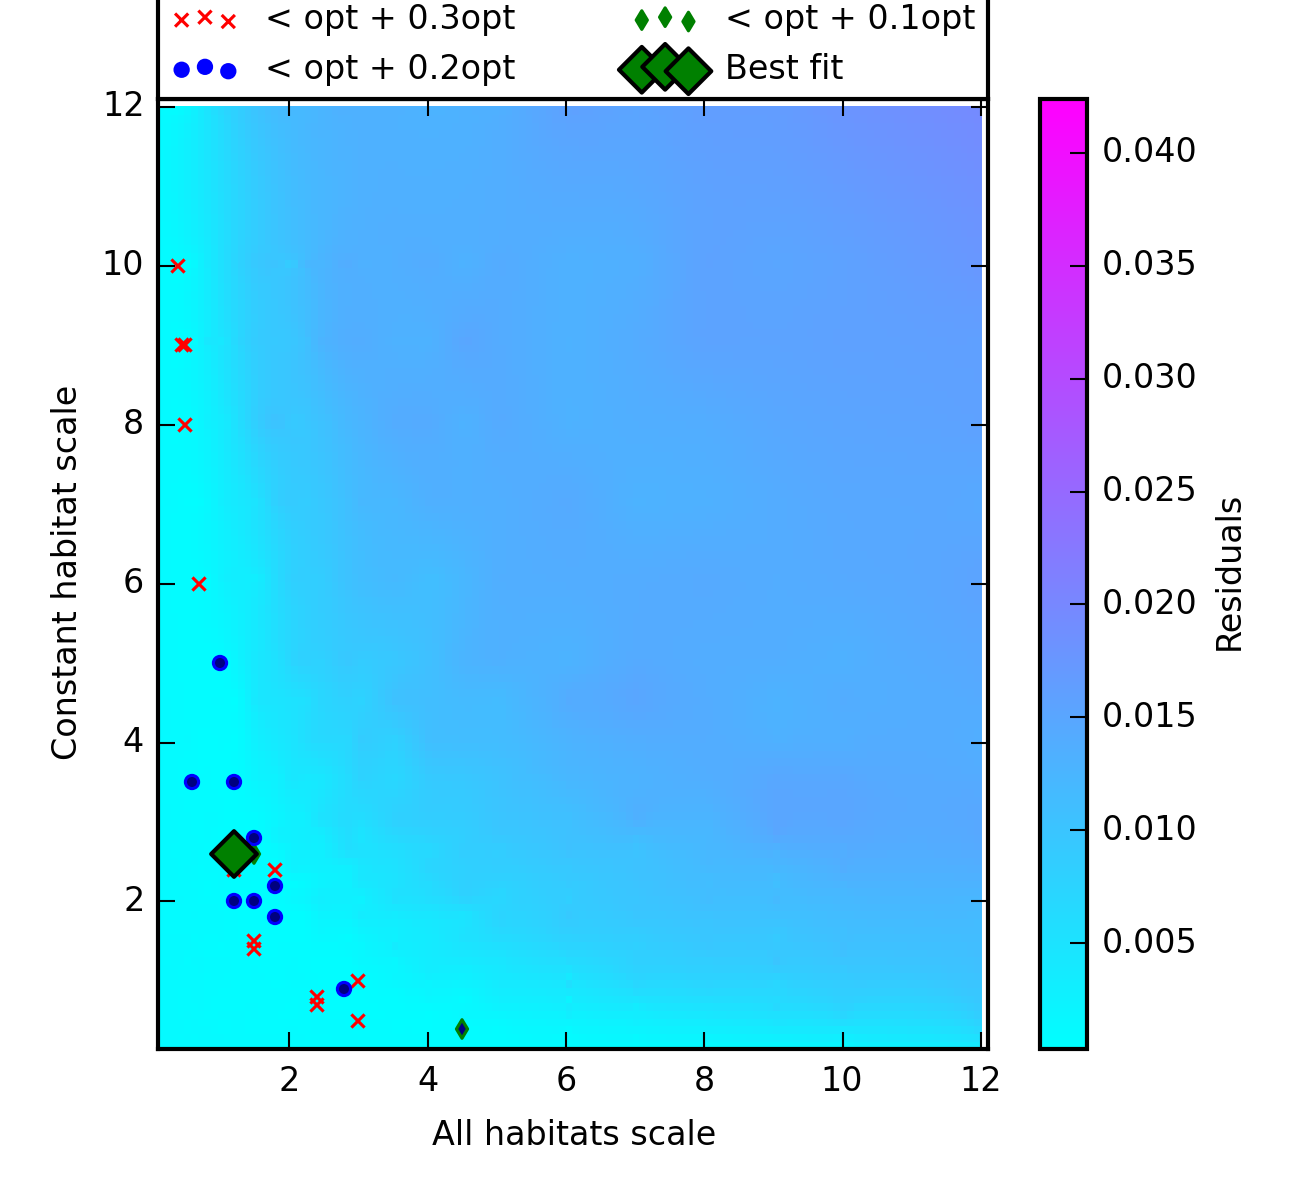 < opt + 0.3opt
< opt + 0.1opt
< opt + 0.2opt
Best fit
12
10
8
6
4
2
Constant habitat scale
2 4 6 8 10 12
All habitats scale
0.040
0.035
0.030
0.025
0.020
0.015
0.010
0.005
Residuals